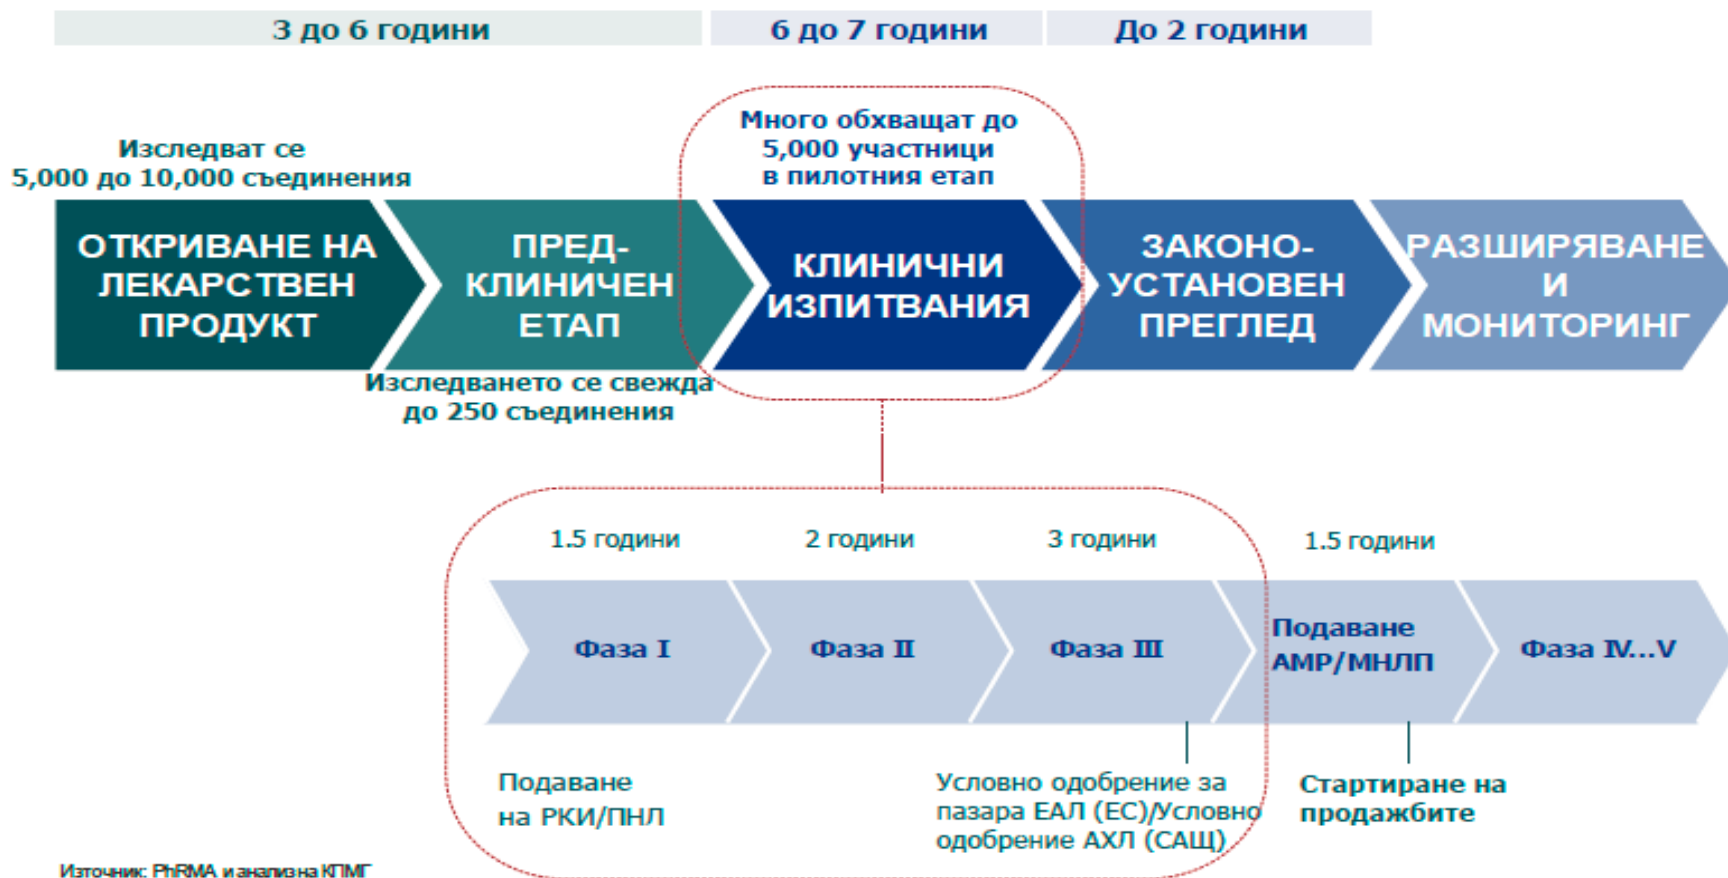 3 до 6 години
6 до 7 години
До 2 години
Изследват се
5,000 до 10,000 съединения
Много обхващат до
5,000 участници
в пилотния етап
ОТКРИВАНЕ НА
ЛЕКАРСТВЕН
ПРОДУКТ
ПРЕД-
КЛИНИЧЕН
ЕТАП
КЛИНИЧНИ
ИЗПИТВАНИЯ
ЗАКОНО-
УСТАНОВЕН
ПРЕГЛЕД
РАЗШИРЯВАНЕ
И
МОНИТОРИНГ
Изследването се свежда
до 250 съединения
1.5 години
2 години
3 години
1.5 години
Фаза I
Фаза II
Фаза III
Подаване
АМР/МНЛП
Фаза IV...V
Подаване
на РКИ/ПНЛ
Условно одобрение за
пазара ЕАЛ (ЕС)/Условно
одобрение АХЛ (САЩ)
Стартиране на
продажбите
Източник: PhRMA и анализ на КПМГ